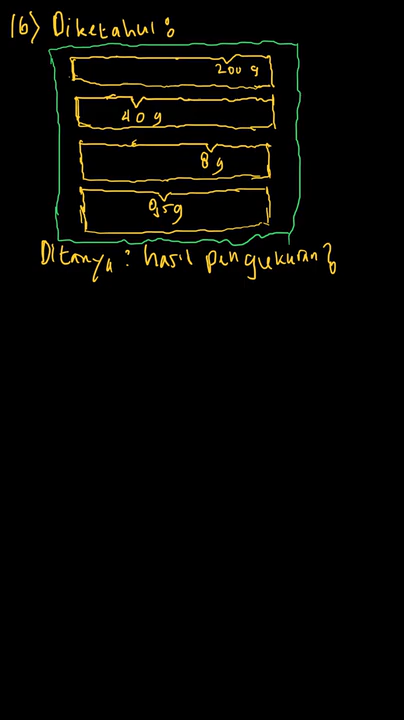 16) Diketahui :
200 g
40 g
8 g
0,5 g
Ditanya : hasil pengukuran?